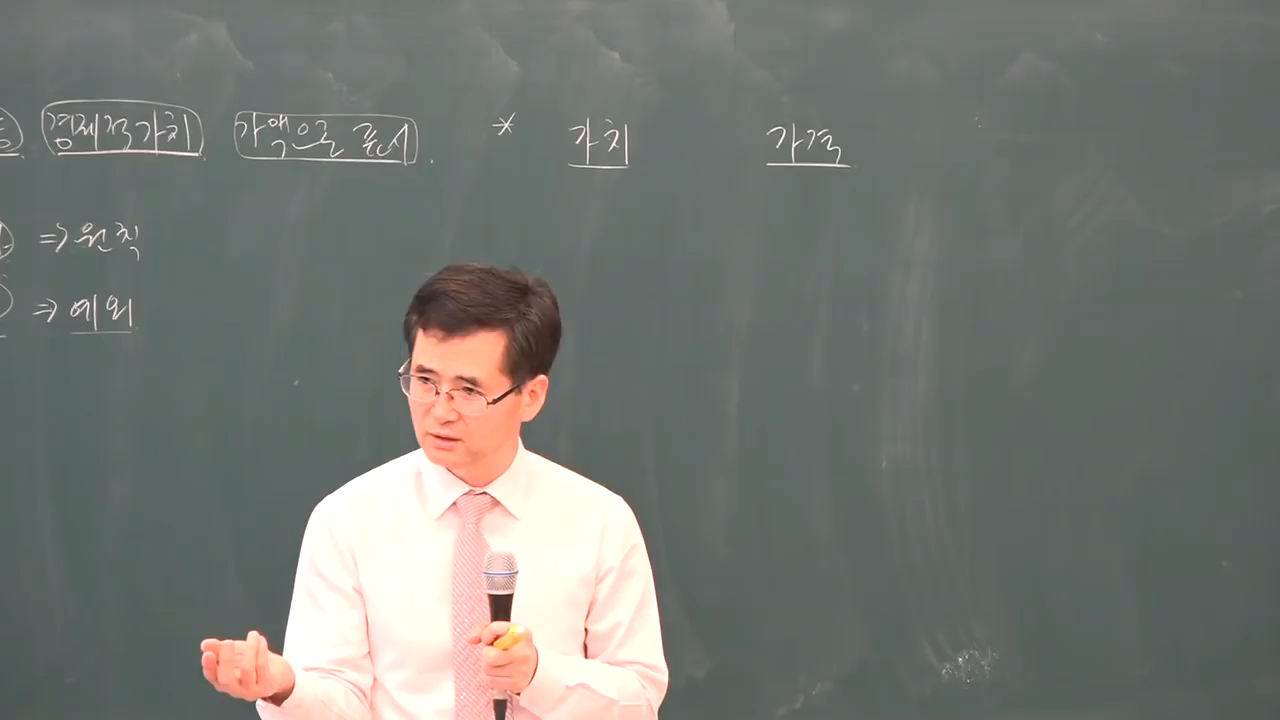 경제적가치 가액으로 표시 * 가치 가격
⇒ 원칙
⇒ 예외